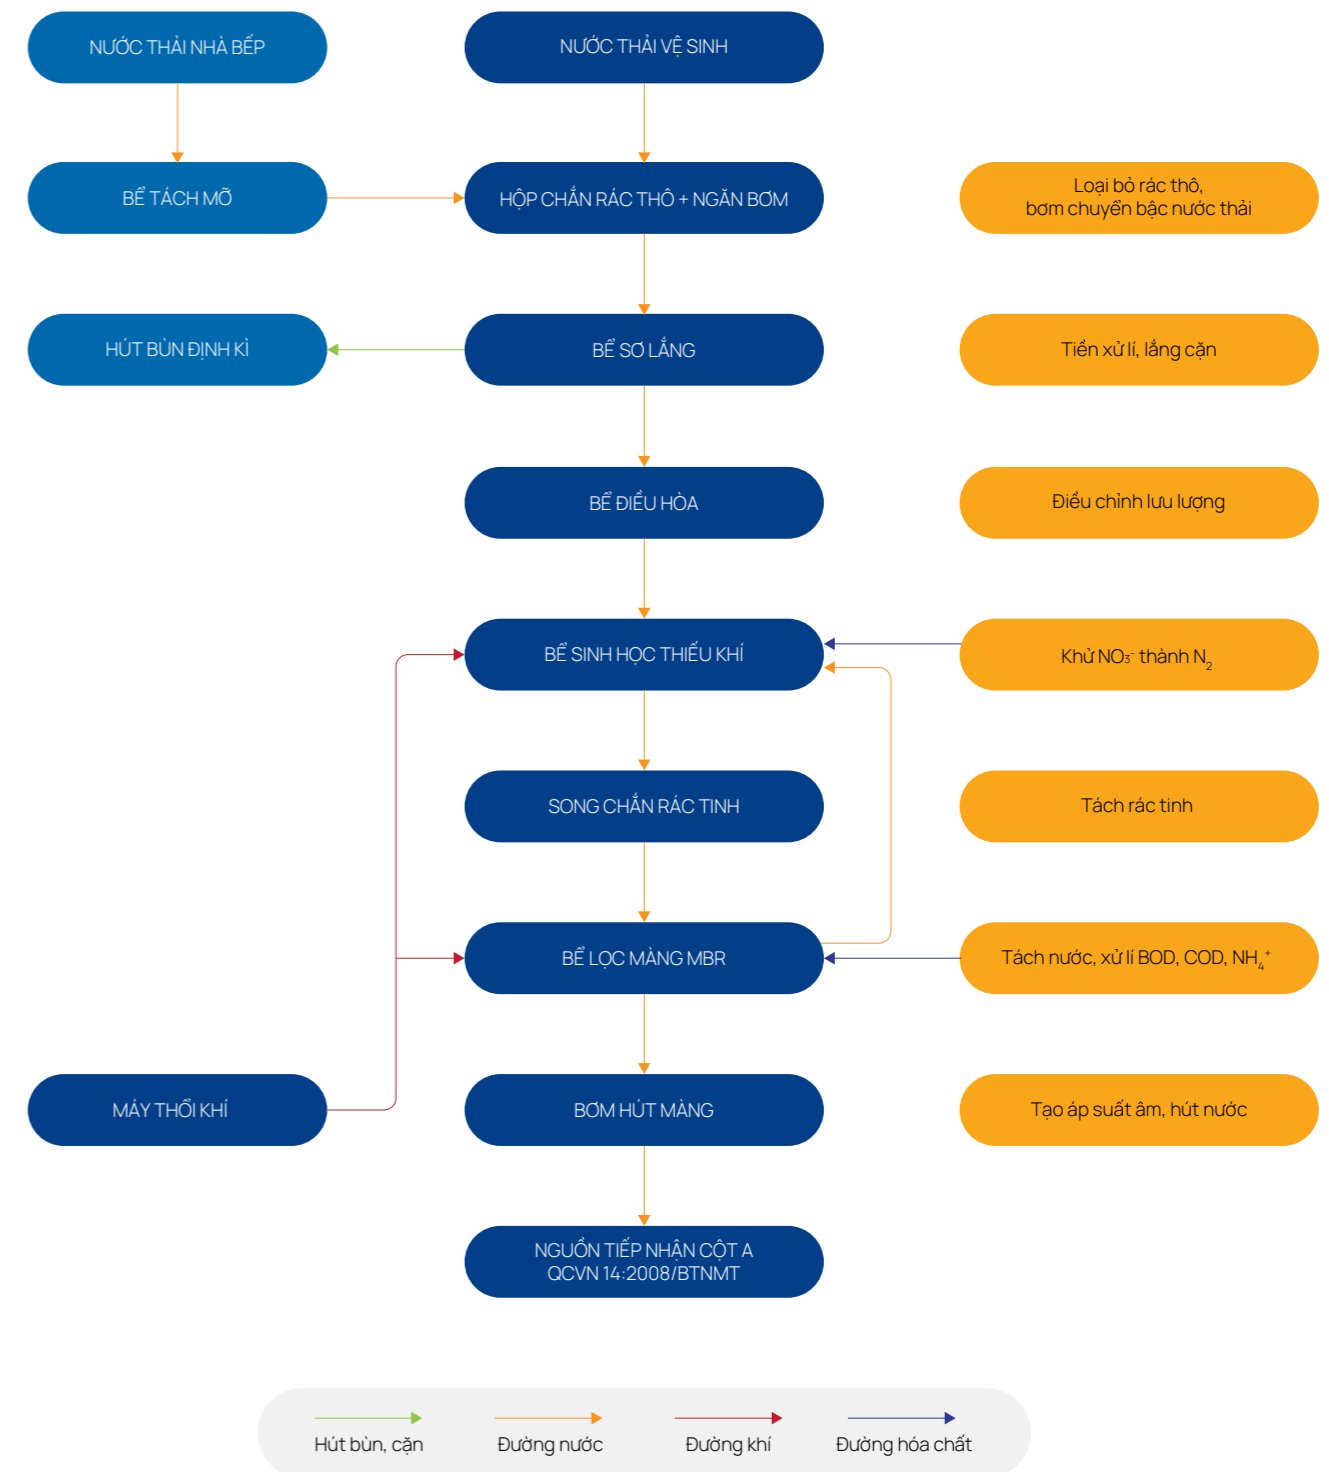 NƯỚC THẢI NHÀ BẾP
NƯỚC THẢI VỆ SINH
BỂ TÁCH MỠ
HỘP CHẮN RÁC THÔ + NGĂN BƠM
Loại bỏ rác thô,
bơm chuyển bậc nước thải
HÚT BÙN ĐỊNH KÌ
BỂ SƠ LẮNG
Tiền xử lí, lắng cặn
BỂ ĐIỀU HÒA
Điều chỉnh lưu lượng
BỂ SINH HỌC THIẾU KHÍ
Khử NO₃⁻ thành N₂
SONG CHẮN RÁC TINH
Tách rác tinh
BỂ LỌC MÀNG MBR
Tách nước, xử lí BOD, COD, NH₄⁺
MÁY THỔI KHÍ
BƠM HÚT MÀNG
Tạo áp suất âm, hút nước
NGUỒN TIẾP NHẬN CỘT A
QCVN 14:2008/BTNMT
Hút bùn, cặn
Đường nước
Đường khí
Đường hóa chất